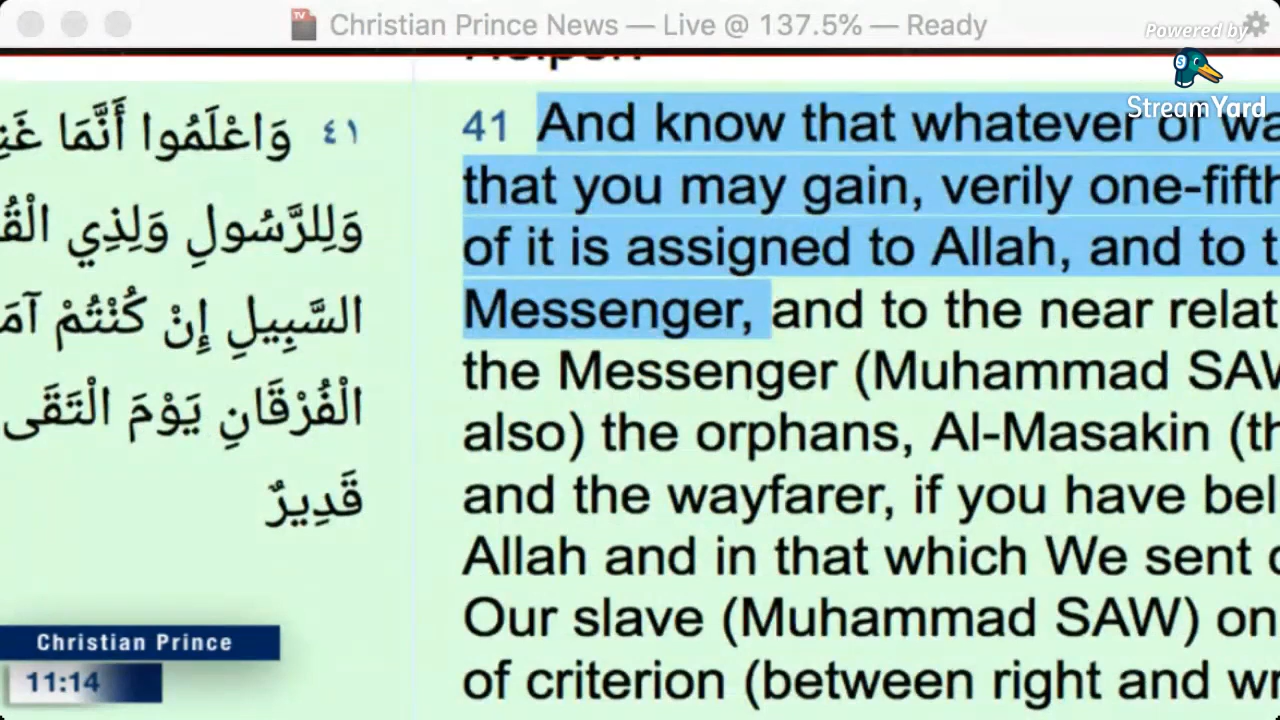 Christian Prince News — Live @ 137.5% — Ready
Powered by
StreamYard
٤١ وَاعْلَمُوا أَنَّمَا
وَلِلرَّسُولِ وَلِذِي
السَّبِيلِ إِنْ كُنْتُمْ
الْفُرْقَانِ يَوْمَ الْتَقَى
قَدِيرٌ
41 And know that whatever of
that you may gain, verily one-fifth
of it is assigned to Allah, and to
Messenger, and to the near
the Messenger (Muhammad
also) the orphans, Al-Masakin
and the wayfarer, if you have
Allah and in that which We sent
Our slave (Muhammad SAW) on
of criterion (between right and
Christian Prince
11:14